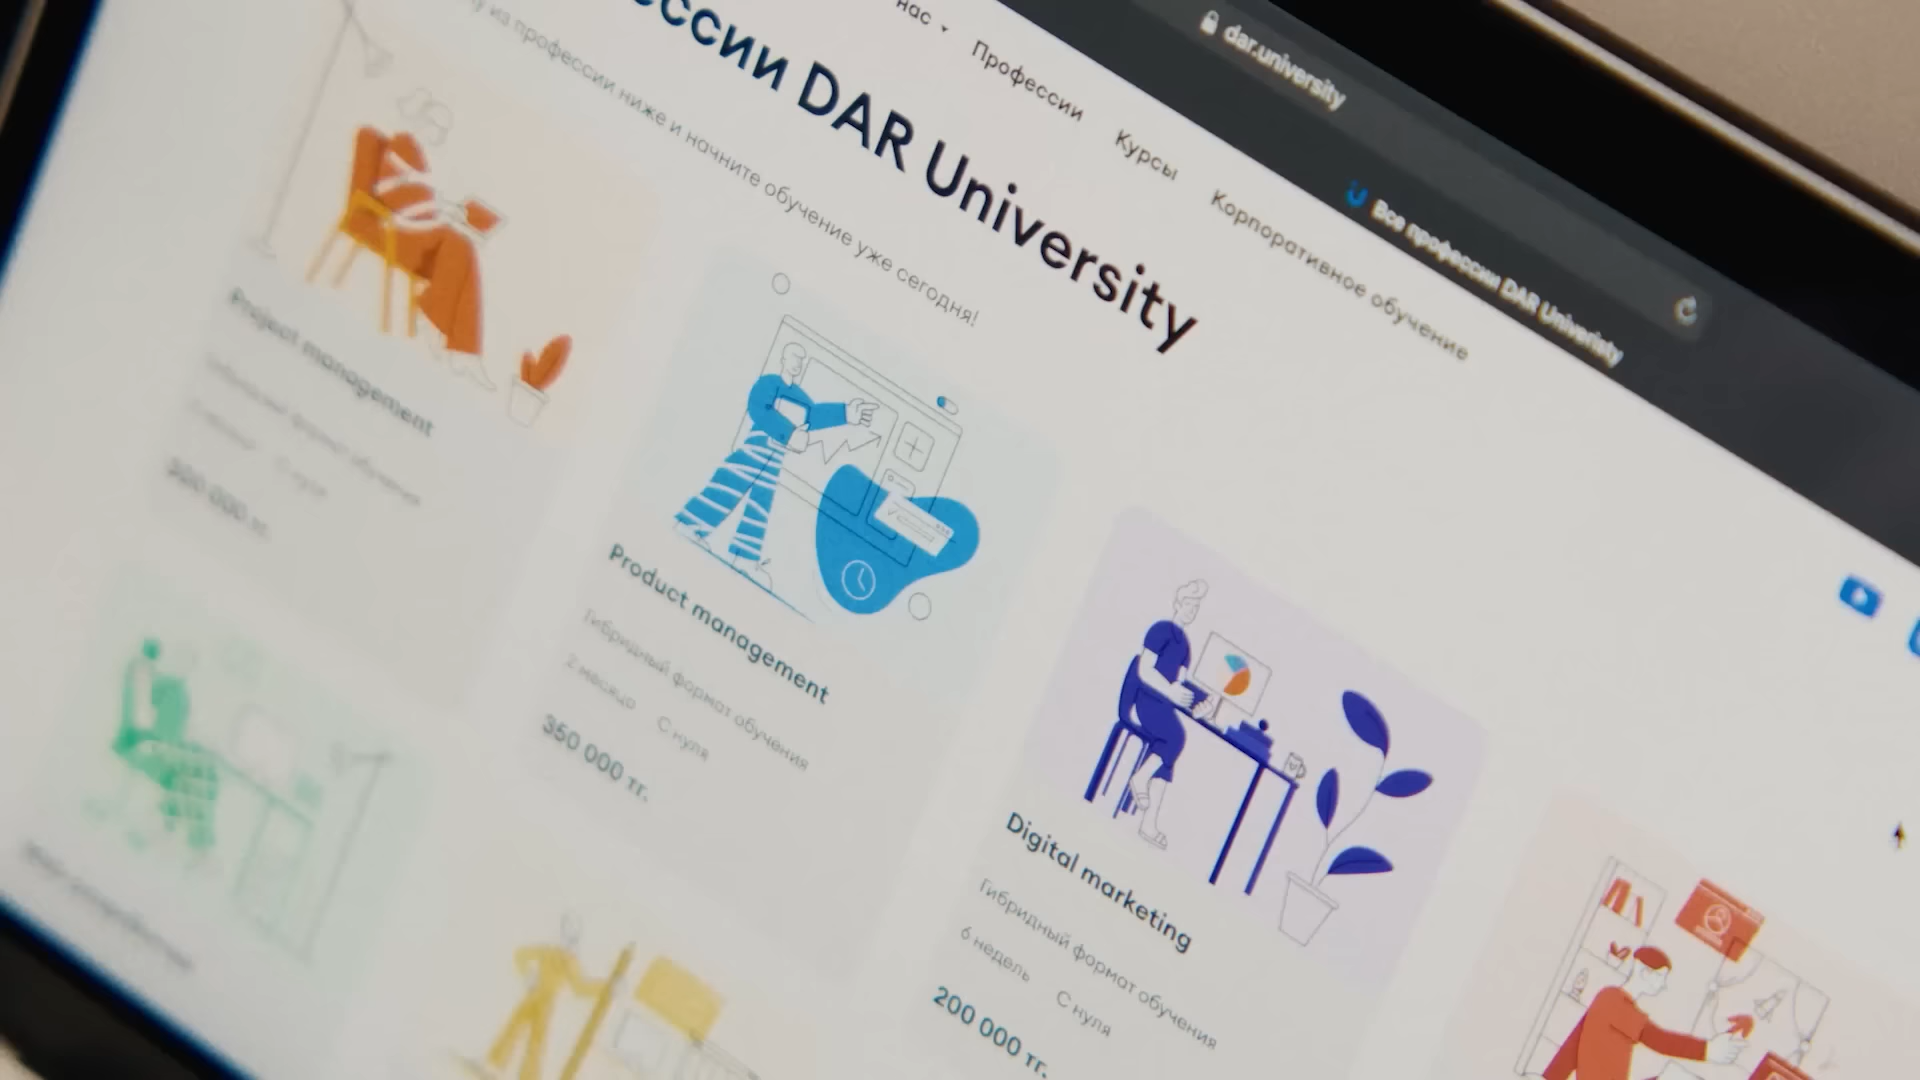 dar.university
Все профессии DAR Univeristy
нас
Профессии
Курсы
Корпоративное обучение
ессии DAR University
из профессии ниже и начните обучение уже сегодня!
Project management
Product management
Гибридный формат обучения
2 месяца С нуля
350 000 тг.
Digital marketing
Гибридный формат обучения
6 недель С нуля
200 000 тг.